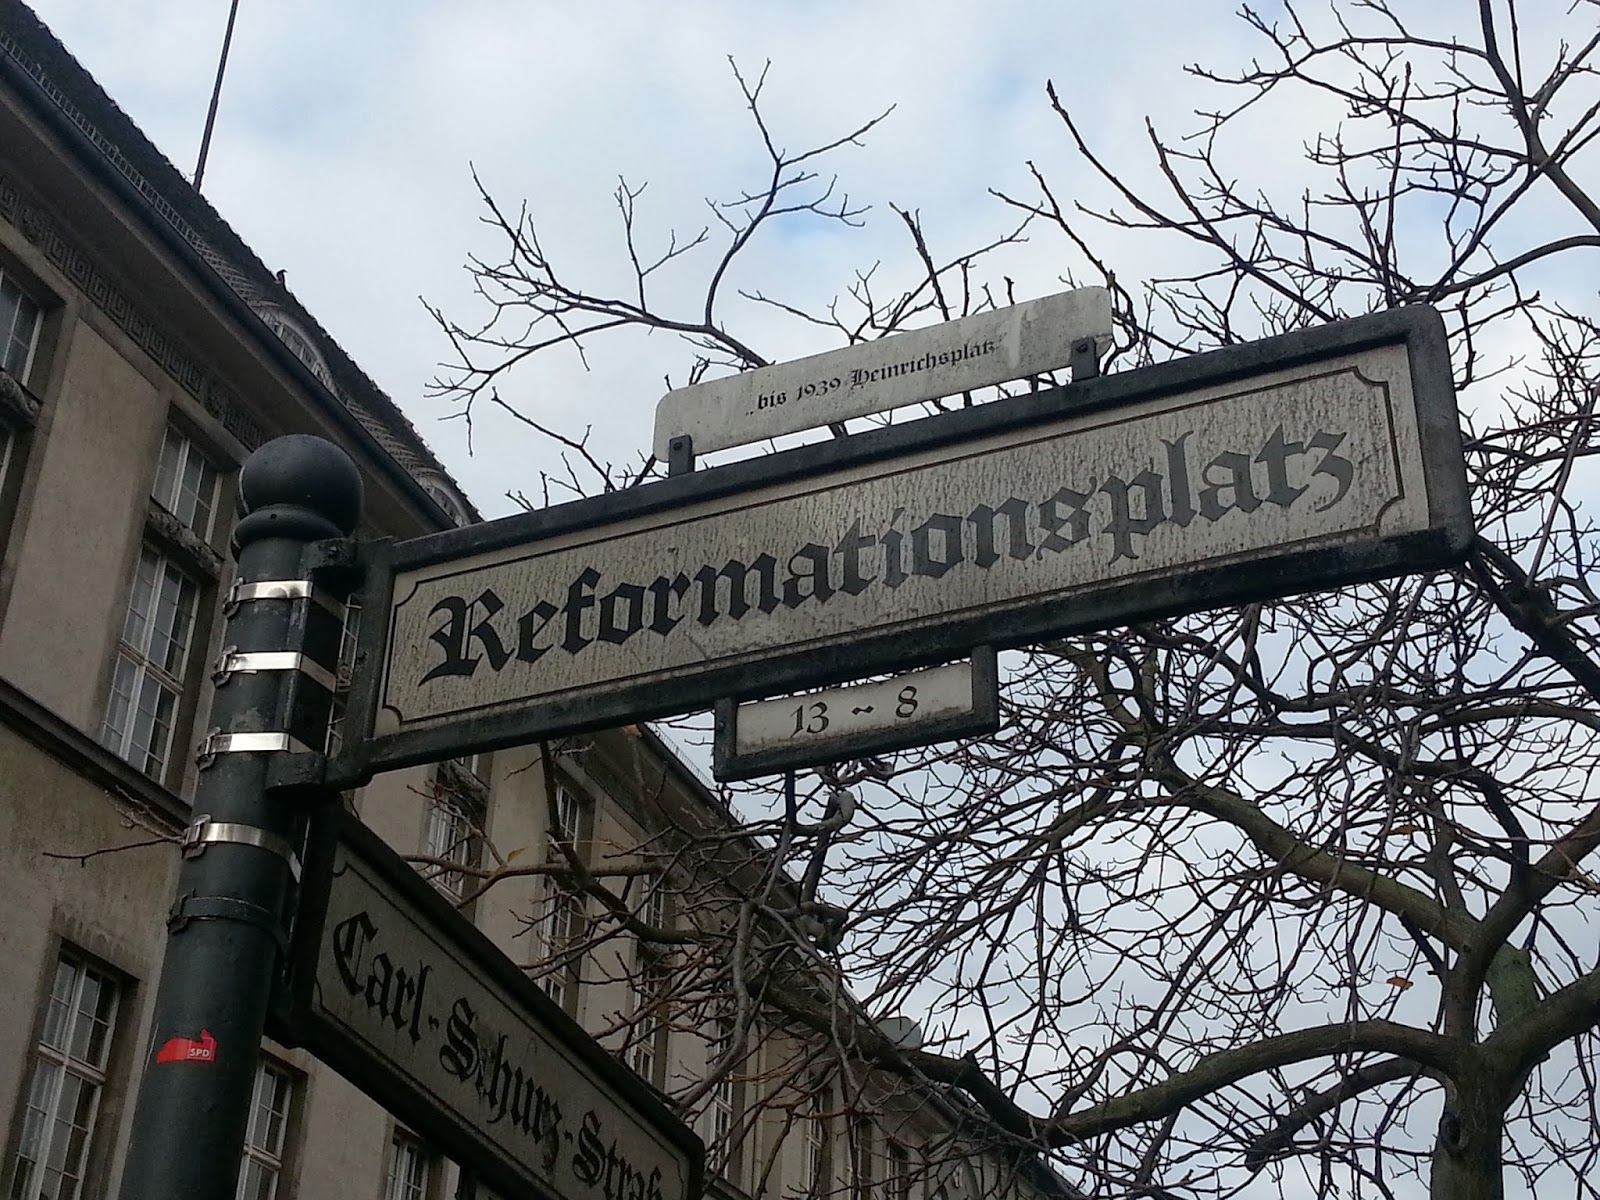 bis 1939 Heinrichsplatz
Reformationsplatz
13 ~ 8
Carl-Schurz-Straß
SPD